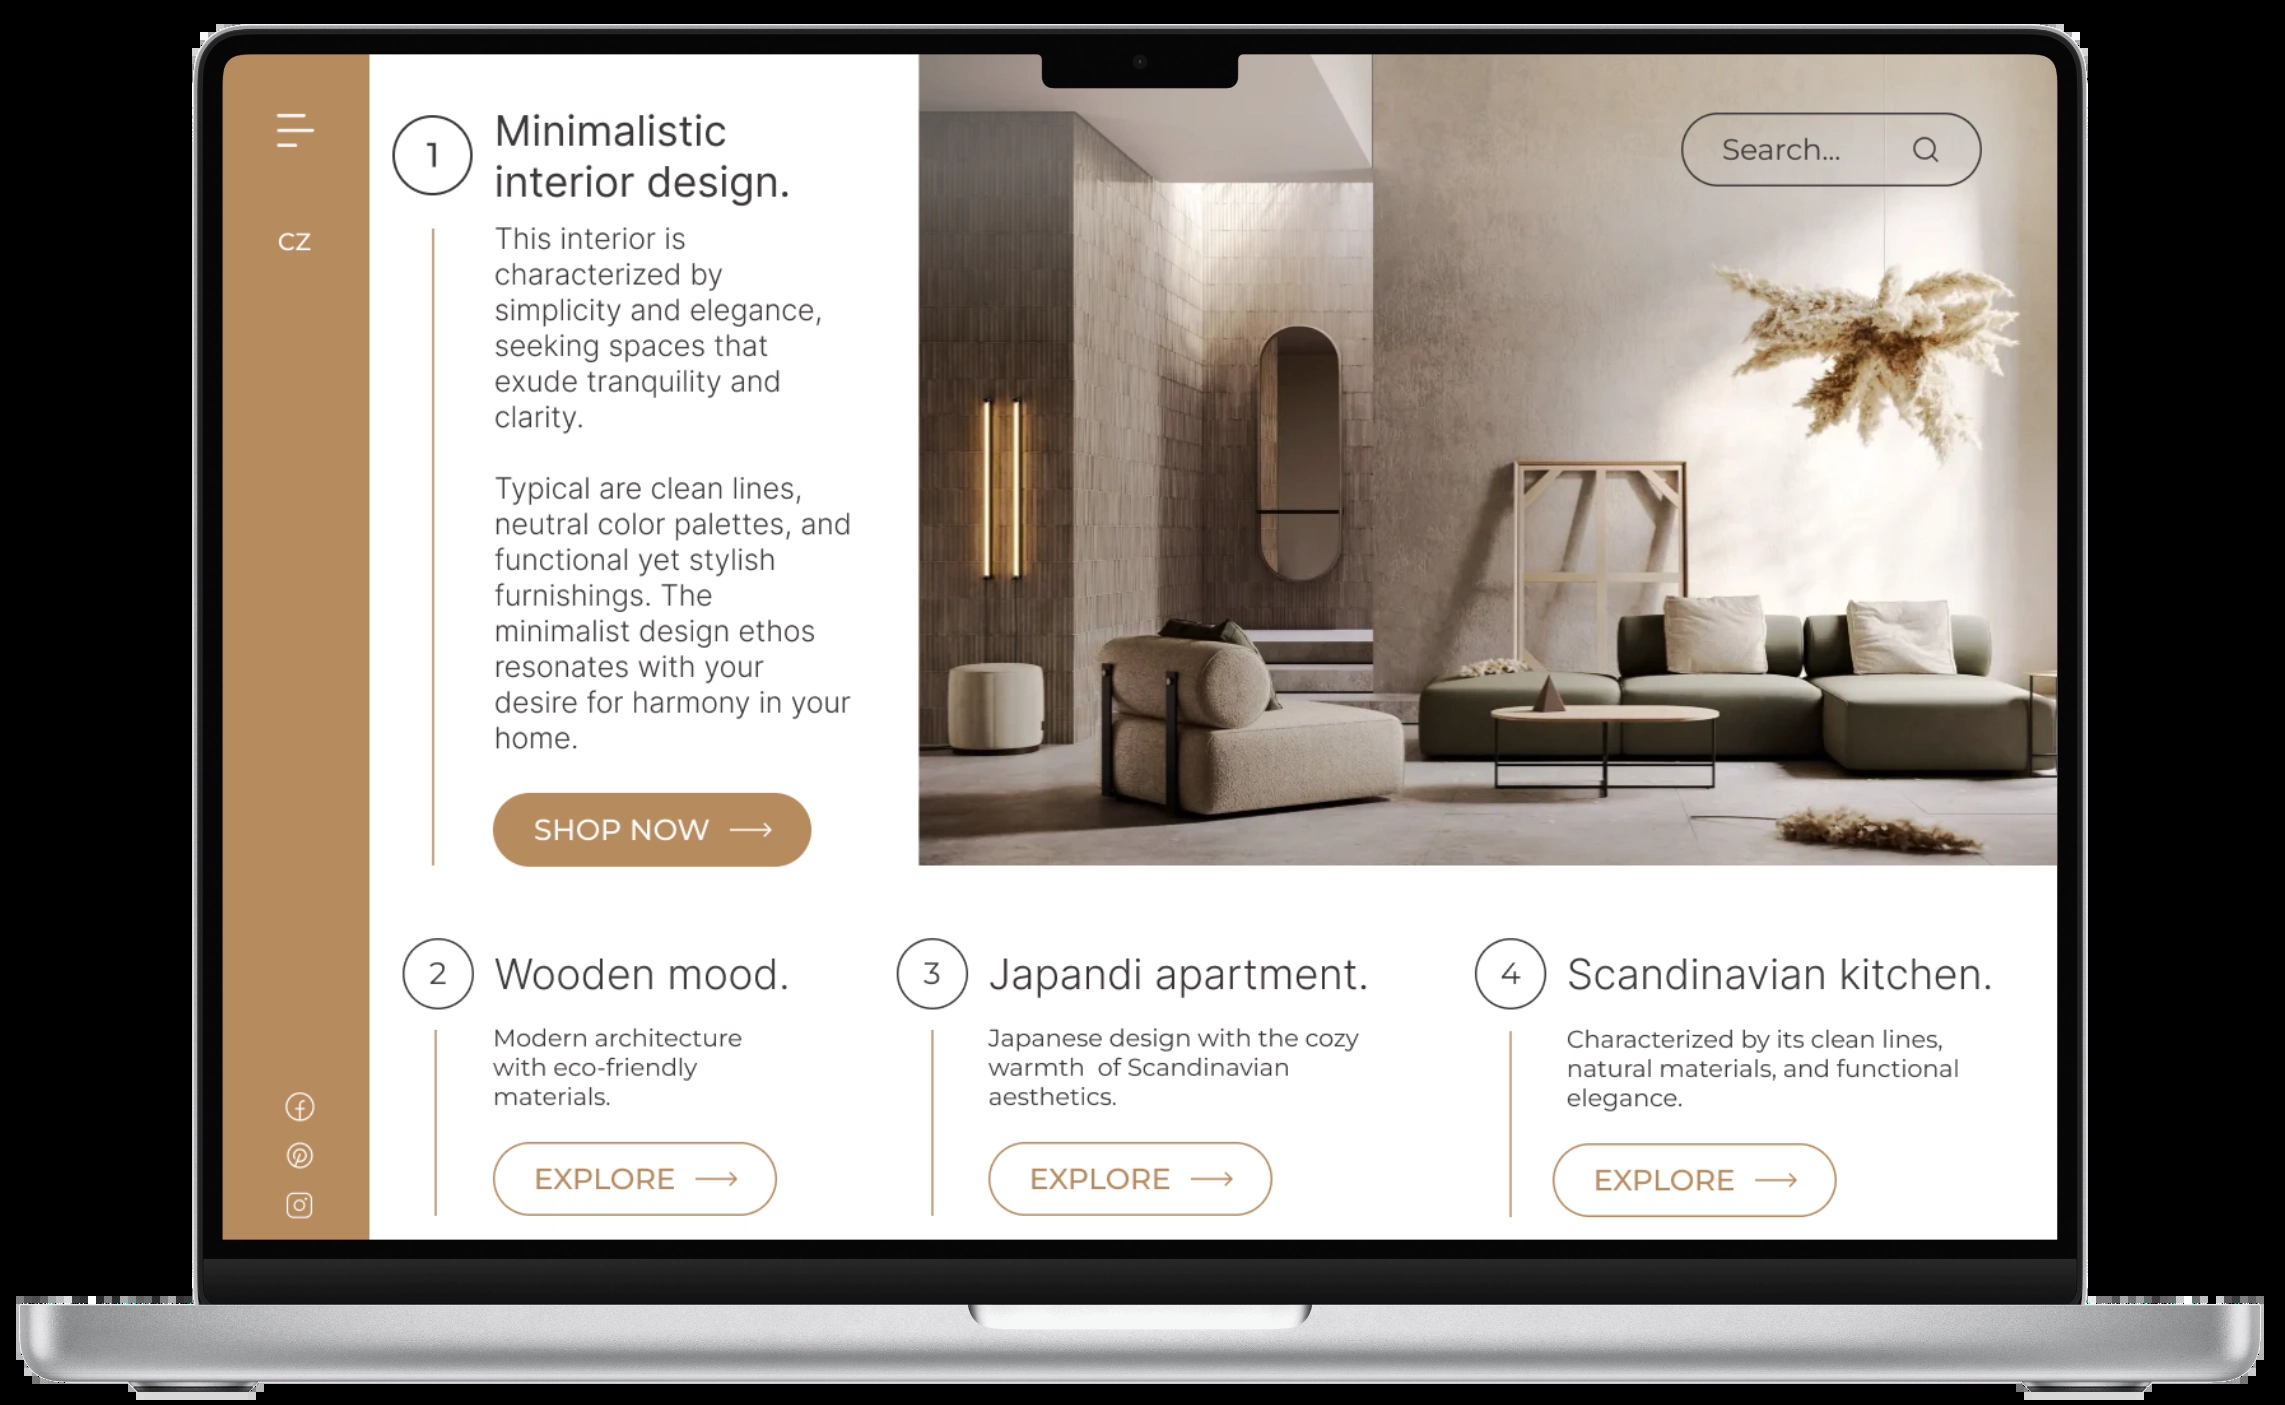 CZ
1
Minimalistic
interior design.
This interior is
characterized by
simplicity and elegance,
seeking spaces that
exude tranquility and
clarity.
Typical are clean lines,
neutral color palettes, and
functional yet stylish
furnishings. The
minimalist design ethos
resonates with your
desire for harmony in your
home.
SHOP NOW
Search...
2
Wooden mood.
Modern architecture
with eco-friendly
materials.
EXPLORE
3
Japandi apartment.
Japanese design with the cozy
warmth  of Scandinavian
aesthetics.
EXPLORE
4
Scandinavian kitchen.
Characterized by its clean lines,
natural materials, and functional
elegance.
EXPLORE